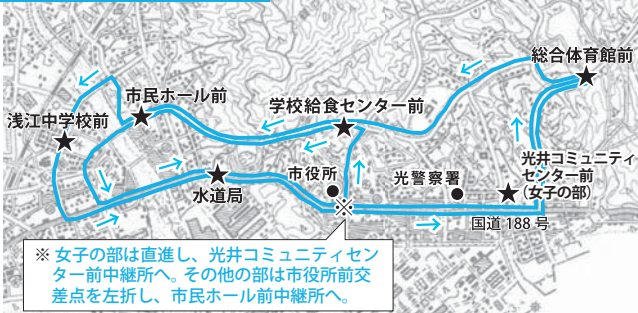 総合体育館前
市民ホール前
学校給食センター前
浅江中学校前
光井コミュニティ
センター前
(女子の部)
市役所
光警察署
水道局
国道188号
※
※ 女子の部は直進し、光井コミュニティセン
ター前中継所へ。その他の部は市役所前交
差点を左折し、市民ホール前中継所へ。